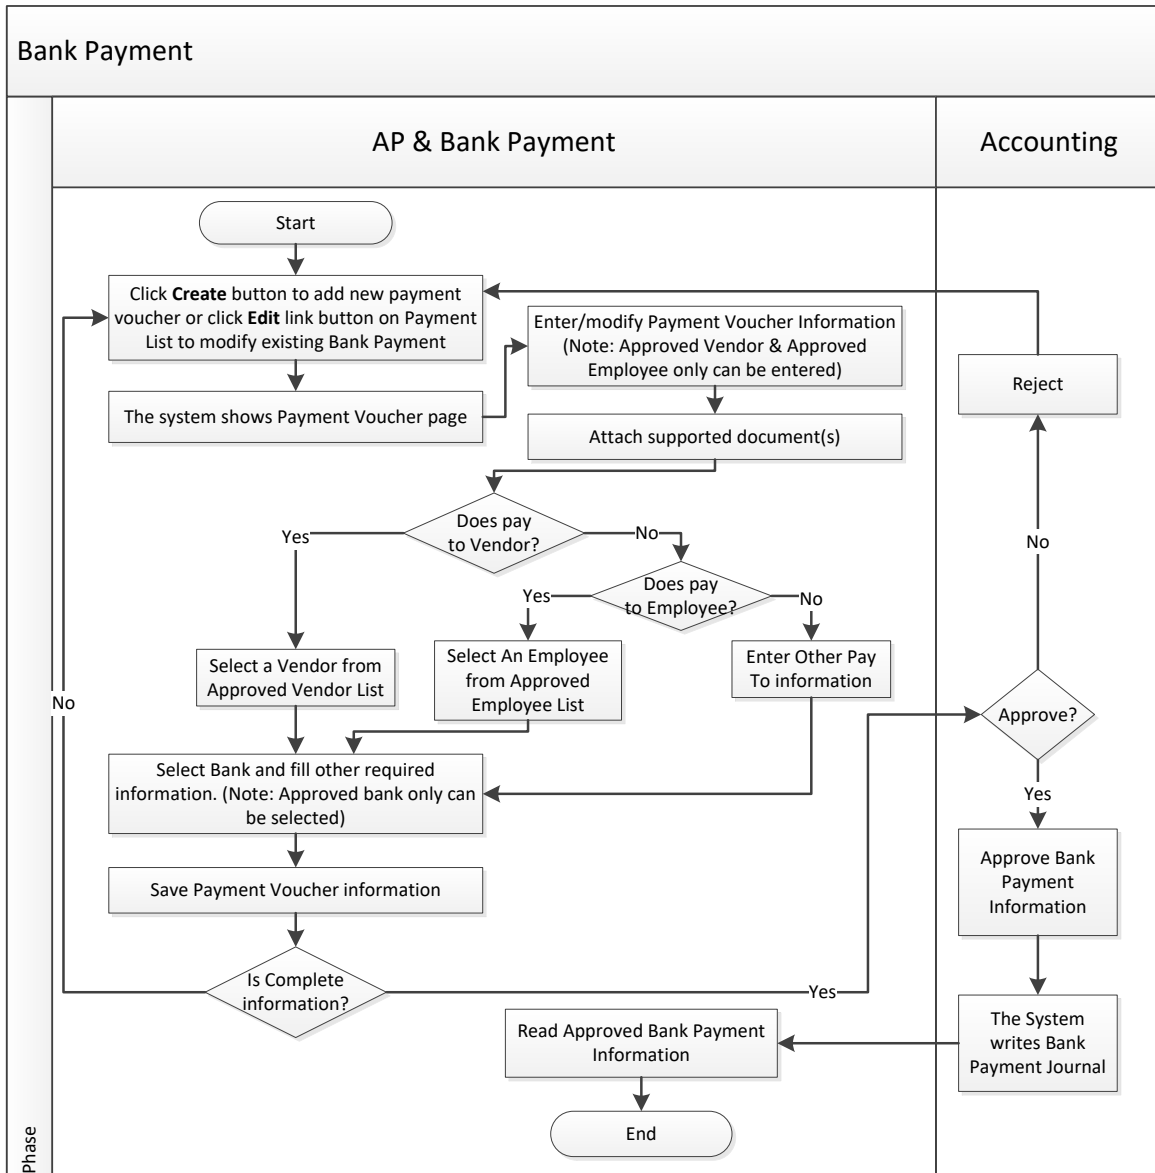 Bank Payment
AP & Bank Payment
Accounting
Start
Click Create button to add new payment
voucher or click Edit link button on Payment
List to modify existing Bank Payment
Enter/modify Payment Voucher Information
(Note: Approved Vendor & Approved
Employee only can be entered)
Reject
The system shows Payment Voucher page
Attach supported document(s)
Does pay
to Vendor?
Yes
No
No
Does pay
to Employee?
Yes
No
Select a Vendor from
Approved Vendor List
Select An Employee
from Approved
Employee List
Enter Other Pay
To information
No
Approve?
Select Bank and fill other required
information. (Note: Approved bank only can
be selected)
Yes
Save Payment Voucher information
Approve Bank
Payment
Information
Is Complete
information?
Yes
Read Approved Bank Payment
Information
The System
writes Bank
Payment Journal
End
Phase